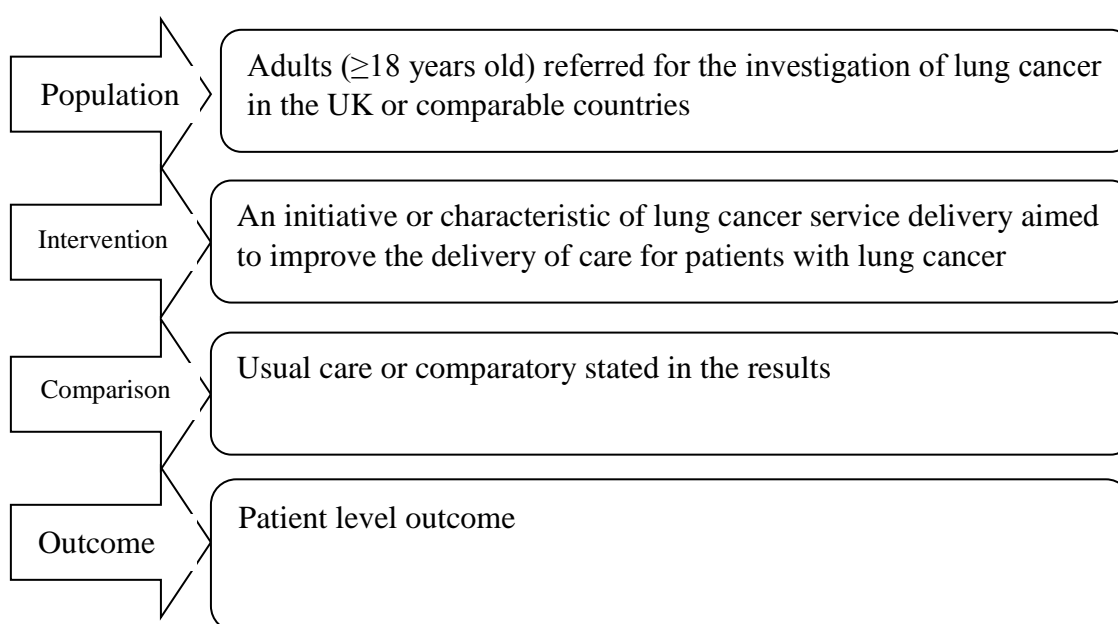 Population
Adults (≥18 years old) referred for the investigation of lung cancer
in the UK or comparable countries
Intervention
An initiative or characteristic of lung cancer service delivery aimed
to improve the delivery of care for patients with lung cancer
Comparison
Usual care or comparatory stated in the results
Outcome
Patient level outcome